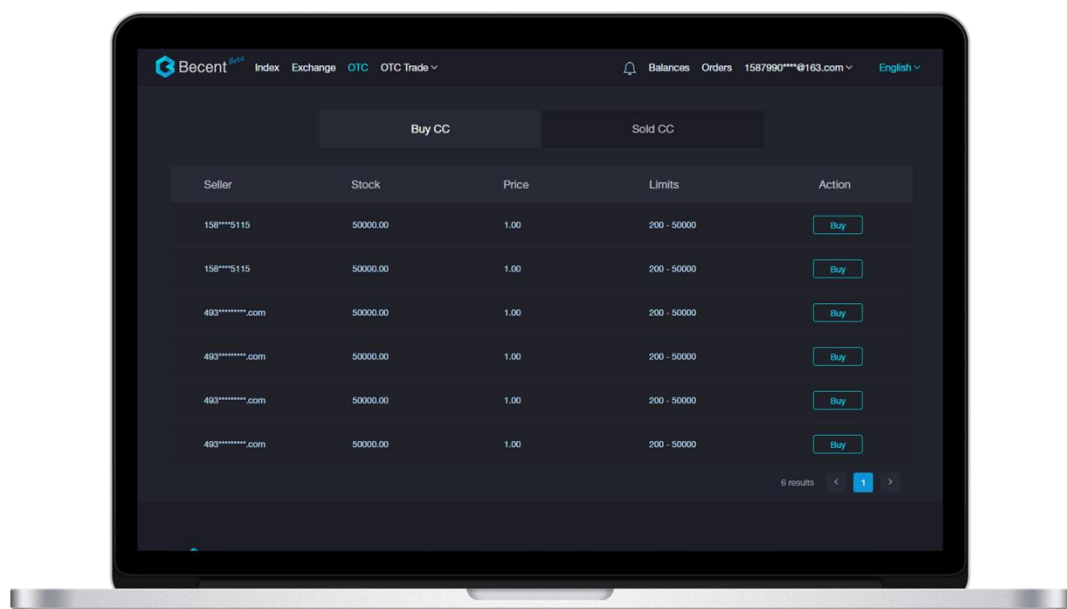 Becent Beta Index Exchange OTC OTC Trade Balances Orders 1587990****@163.com English
Buy CC Sold CC
Seller Stock Price Limits Action
158****5115 50000.00 1.00 200 - 50000 Buy
158****5115 50000.00 1.00 200 - 50000 Buy
493*********.com 50000.00 1.00 200 - 50000 Buy
493*********.com 50000.00 1.00 200 - 50000 Buy
493*********.com 50000.00 1.00 200 - 50000 Buy
493*********.com 50000.00 1.00 200 - 50000 Buy
6 results < 1 >